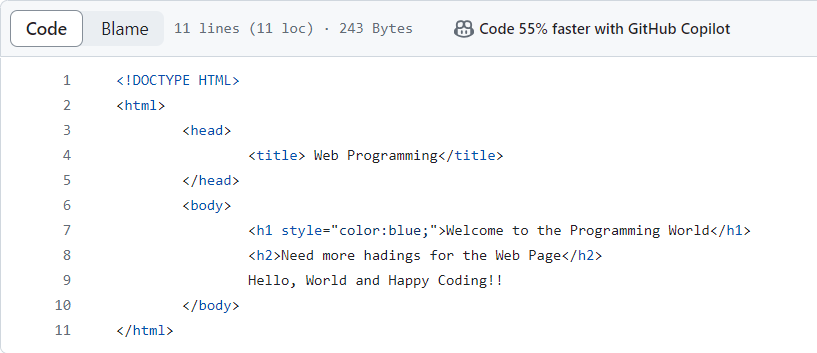 Code Blame 11 lines (11 loc) · 243 Bytes Code 55% faster with GitHub Copilot
1 <!DOCTYPE HTML>
2 <html>
3 <head>
4 <title> Web Programming</title>
5 </head>
6 <body>
7 <h1 style="color:blue;">Welcome to the Programming World</h1>
8 <h2>Need more hadings for the Web Page</h2>
9 Hello, World and Happy Coding!!
10 </body>
11 </html>